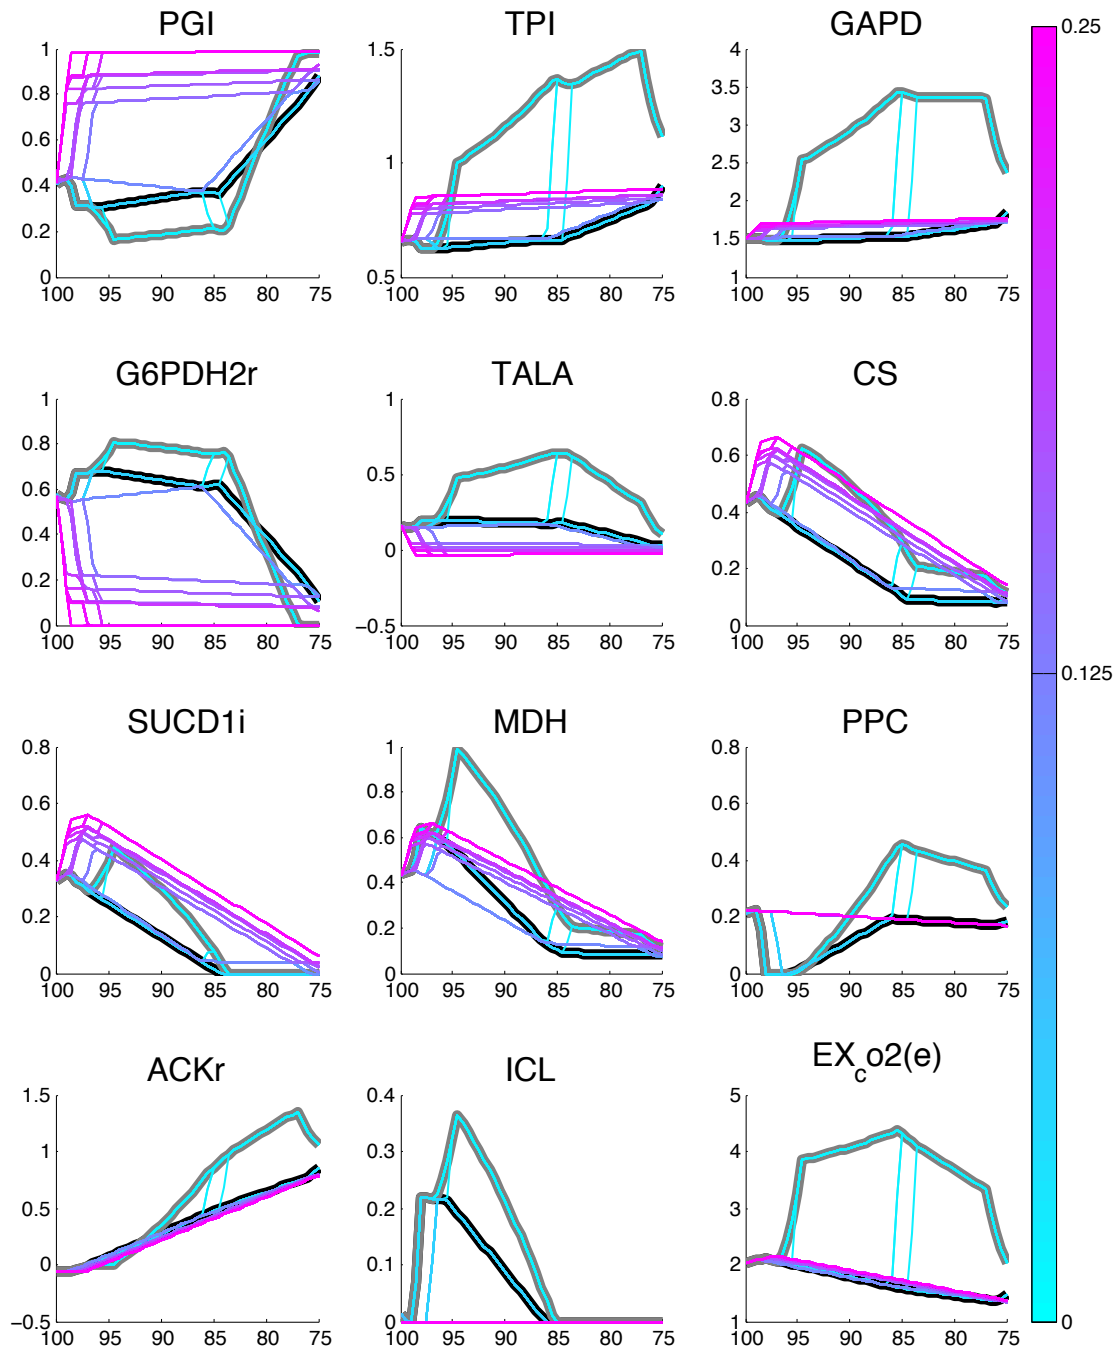 PGI TPI GAPD
1 1.5 4 0.25
0.8 3.5
3
0.6
1 2.5
0.4 2
0.2 1.5
0 0.5 1
100 95 90 85 80 75 100 95 90 85 80 75 100 95 90 85 80 75
G6PDH2r TALA CS
1 1 0.8
0.8
0.5 0.6
0.6
0.4
0.4 0
0.2 0.2
0 −0.5 0
100 95 90 85 80 75 100 95 90 85 80 75 100 95 90 85 80 75
0.125
SUCD1i MDH PPC
0.8 1 0.8
0.8
0.6 0.6
0.6
0.4 0.4
0.4
0.2 0.2 0.2
0 0 0
100 95 90 85 80 75 100 95 90 85 80 75 100 95 90 85 80 75
ACKr ICL EX_co2(e)
1.5 0.4 5
1 0.3 4
0.5 0.2 3
0 0.1 2
−0.5 0 1 0
100 95 90 85 80 75 100 95 90 85 80 75 100 95 90 85 80 75